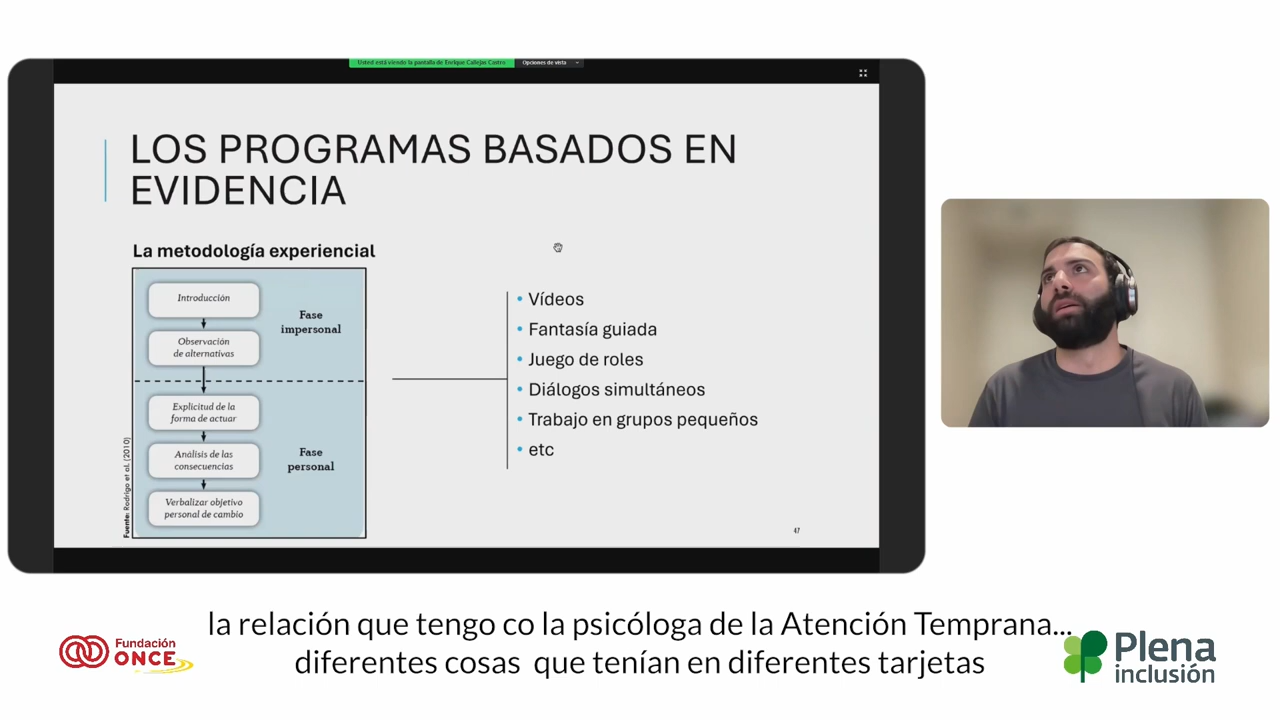 Usted está viendo la pantalla de Enrique Callejas Castro
Opciones de vista
LOS PROGRAMAS BASADOS EN
EVIDENCIA
La metodología experiencial
Introducción
Observación
de alternativas
Fase
impersonal
Explicitud de la
forma de actuar
Análisis de las
consecuencias
Verbalizar objetivo
personal de cambio
Fase
personal
Fuente: Rodrigo et al. (2010)
• Vídeos
• Fantasía guiada
• Juego de roles
• Diálogos simultáneos
• Trabajo en grupos pequeños
• etc
47
la relación que tengo co la psicóloga de la Atención Temprana...
diferentes cosas que tenían en diferentes tarjetas
Fundación
ONCE
Plena
inclusión